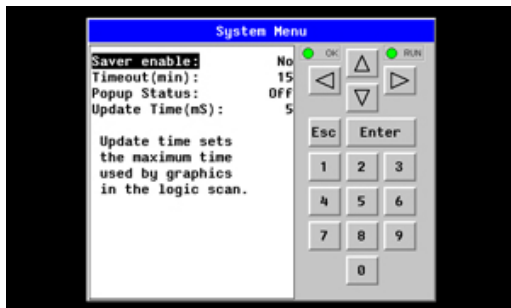 System Menu
Saver enable: No
Timeout(min): 15
Popup Status: Off
Update Time(mS): 5
Update time sets
the maximum time
used by graphics
in the logic scan.
OK RUN
Esc Enter
1 2 3
4 5 6
7 8 9
0